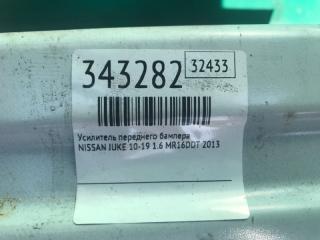 343282 32433
Усилитель переднего бампера
NISSAN JUKE 10-19 1.6 MR16DDT 2013